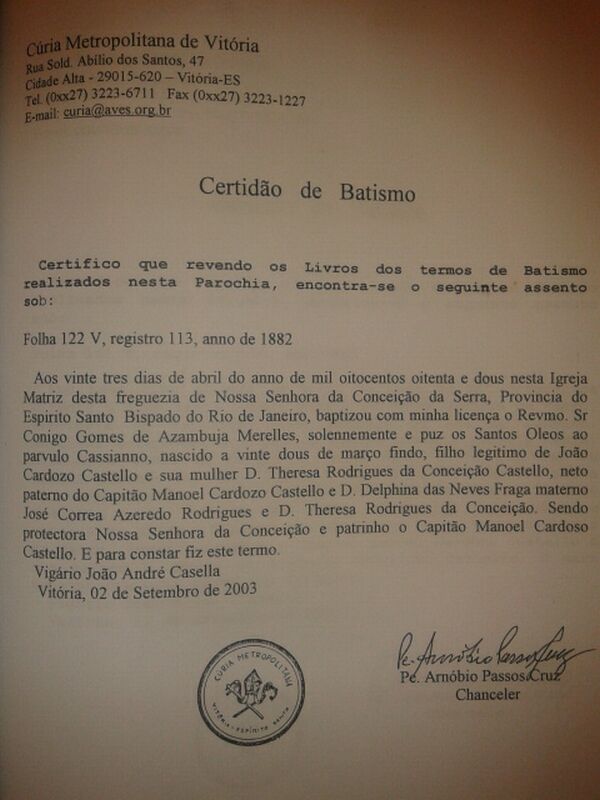 Cúria Metropolitana de Vitória
Rua Sold. Abílio dos Santos, 47
Cidade Alta - 29015-620 – Vitória-ES
Tel. (0xx27) 3223-6711 Fax (0xx27) 3223-1227
E-mail: curia@aves.org.br
Certidão de Batismo
Certifico que revendo os Livros dos termos de Batismo
realizados nesta Parochia, encontra-se o seguinte assento
sob:
Folha 122 V, registro 113, anno de 1882
Aos vinte tres dias de abril do anno de mil oitocentos oitenta e dous nesta Igreja
Matriz desta freguezia de Nossa Senhora da Conceição da Serra, Provincia do
Espirito Santo Bispado do Rio de Janeiro, baptizou com minha licença o Revmo. Sr
Conigo Gomes de Azambuja Merelles, solennemente e puz os Santos Oleos ao
parvulo Cassianno, nascido a vinte dous de março findo, filho legitimo de João
Cardozo Castello e sua mulher D. Theresa Rodrigues da Conceição Castello, neto
paterno do Capitão Manoel Cardozo Castello e D. Delphina das Neves Fraga materno
José Correa Azeredo Rodrigues e D. Theresa Rodrigues da Conceição. Sendo
protectora Nossa Senhora da Conceição e patrinho o Capitão Manoel Cardoso
Castello. E para constar fiz este termo.
Vigário João André Casella
Vitória, 02 de Setembro de 2003
Pe. Arnóbio Passos Cruz
Pe. Arnóbio Passos Cruz
Chanceler
CÚRIA METROPOLITANA
VITÓRIA - ESPÍRITO SANTO